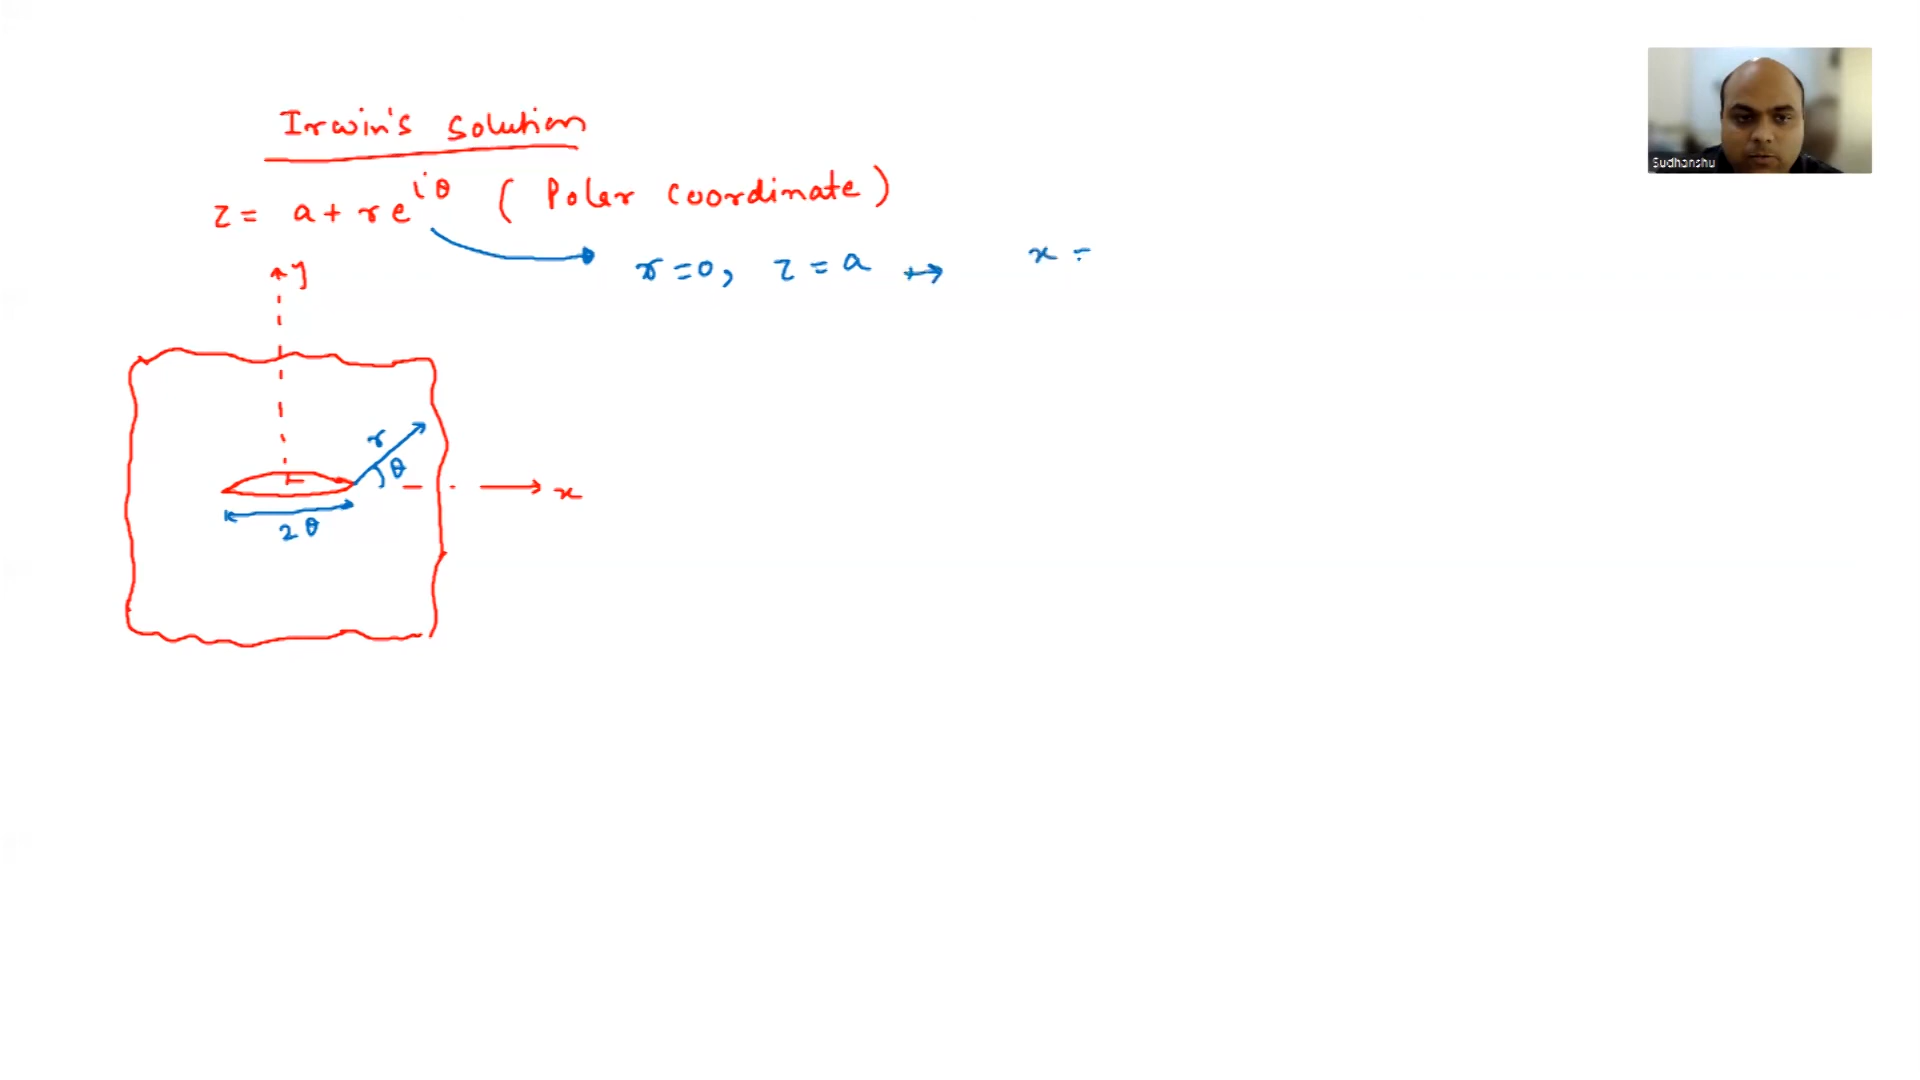 Irwin's solution
z = a + re^{iθ} (Polar coordinate)
r = 0, z = a ↦ x =
y
r
θ
x
2θ
Sudhanshu